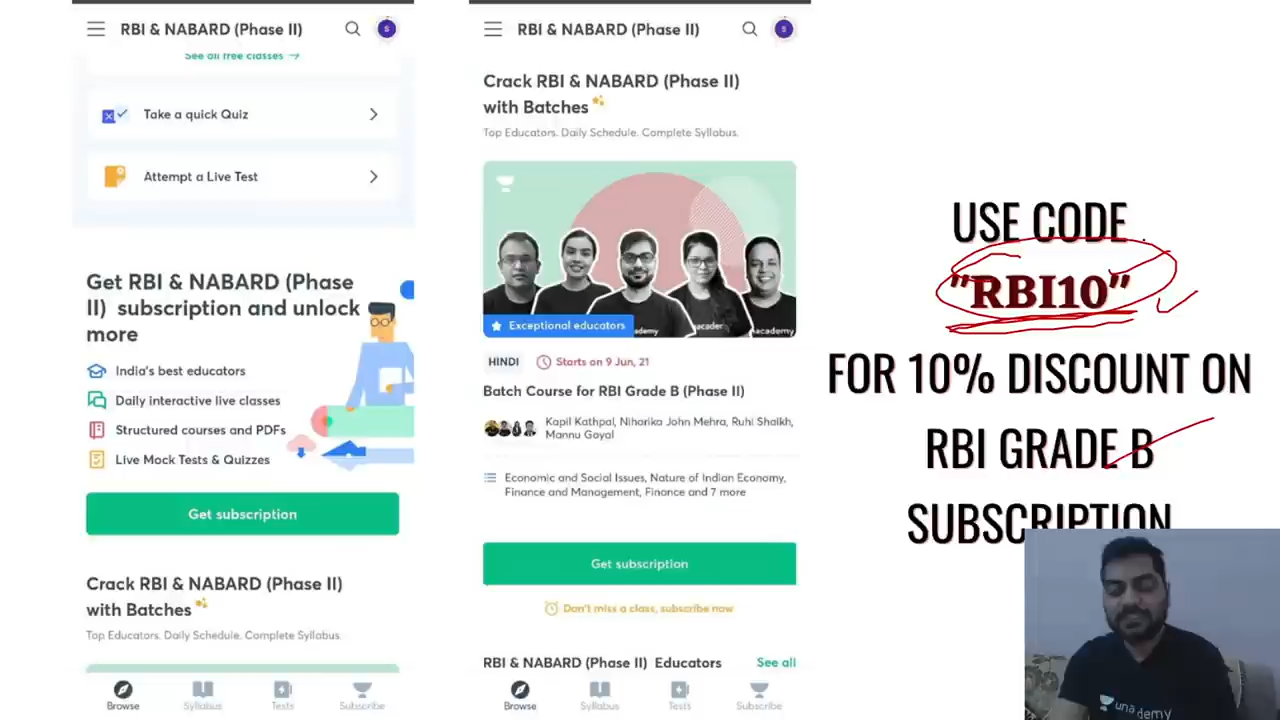 RBI & NABARD (Phase II)
S
See all free classes →
Take a quick Quiz
Attempt a Live Test
Get RBI & NABARD (Phase
II) subscription and unlock
more
India's best educators
Daily interactive live classes
Structured courses and PDFs
Live Mock Tests & Quizzes
Get subscription
Crack RBI & NABARD (Phase II)
with Batches
Top Educators. Daily Schedule. Complete Syllabus.
Browse
Syllabus
Tests
Subscribe
RBI & NABARD (Phase II)
S
Crack RBI & NABARD (Phase II)
with Batches
Top Educators. Daily Schedule. Complete Syllabus.
Exceptional educators
HINDI
Starts on 9 Jun, 21
Batch Course for RBI Grade B (Phase II)
Kapil Kathpal, Niharika John Mehra, Ruhi Shaikh,
Mannu Goyal
Economic and Social Issues, Nature of Indian Economy,
Finance and Management, Finance and 7 more
Get subscription
Don't miss a class, subscribe now
RBI & NABARD (Phase II) Educators
See all
Browse
Syllabus
Tests
Subscribe
USE CODE
"RBI10"
FOR 10% DISCOUNT ON
RBI GRADE B
SUBSCRIPTION
unacademy